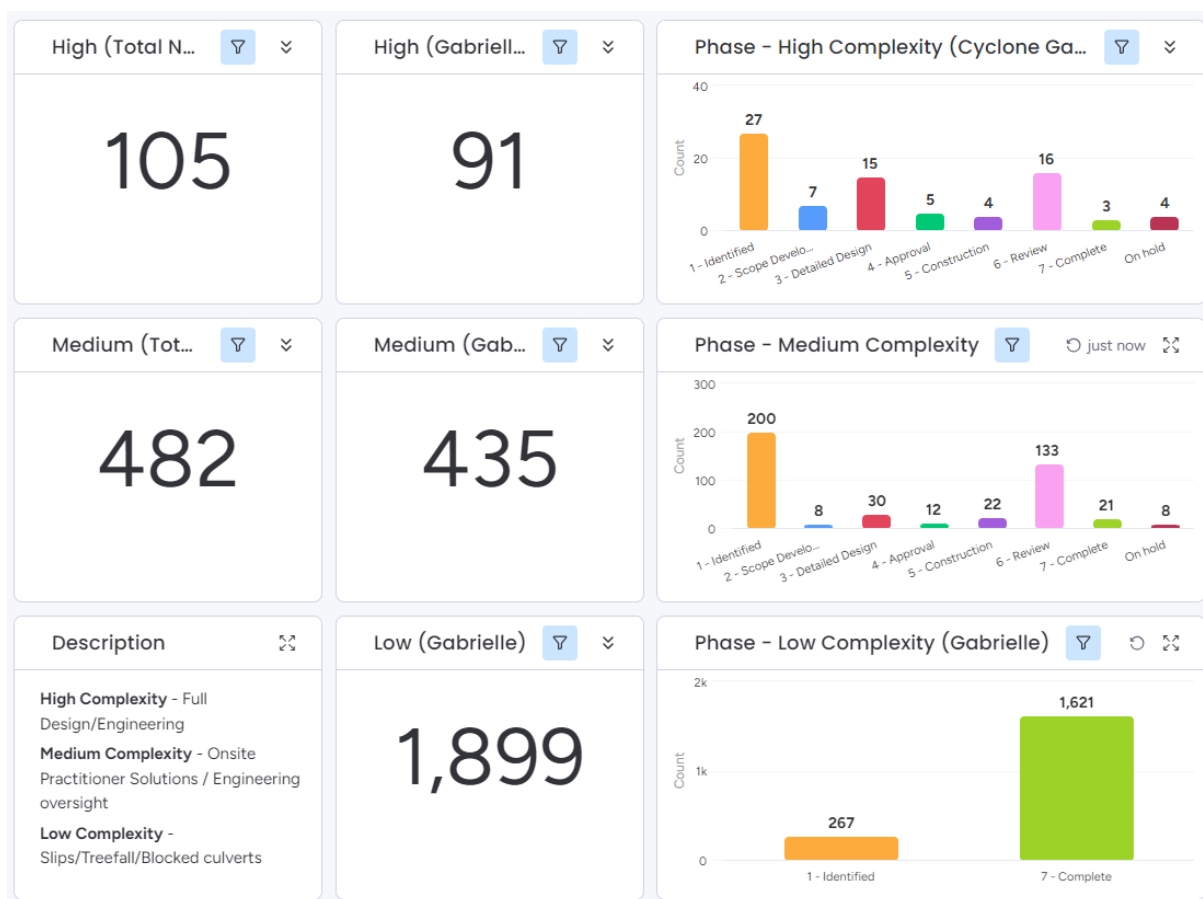 High (Total N...
105
High (Gabriell...
91
Phase - High Complexity (Cyclone Ga...
Count
40
20
0
27
7
15
5
4
16
3
4
1 - Identified
2 - Scope Develo...
3 - Detailed Design
4 - Approval
5 - Construction
6 - Review
7 - Complete
On hold
Medium (Tot...
482
Medium (Gab...
435
Phase - Medium Complexity
just now
Count
300
200
100
0
200
8
30
12
22
133
21
8
1 - Identified
2 - Scope Develo...
3 - Detailed Design
4 - Approval
5 - Construction
6 - Review
7 - Complete
On hold
Description
High Complexity - Full
Design/Engineering
Medium Complexity - Onsite
Practitioner Solutions / Engineering
oversight
Low Complexity -
Slips/Treefall/Blocked culverts
Low (Gabrielle)
1,899
Phase - Low Complexity (Gabrielle)
Count
2k
1k
0
267
1,621
1 - Identified
7 - Complete